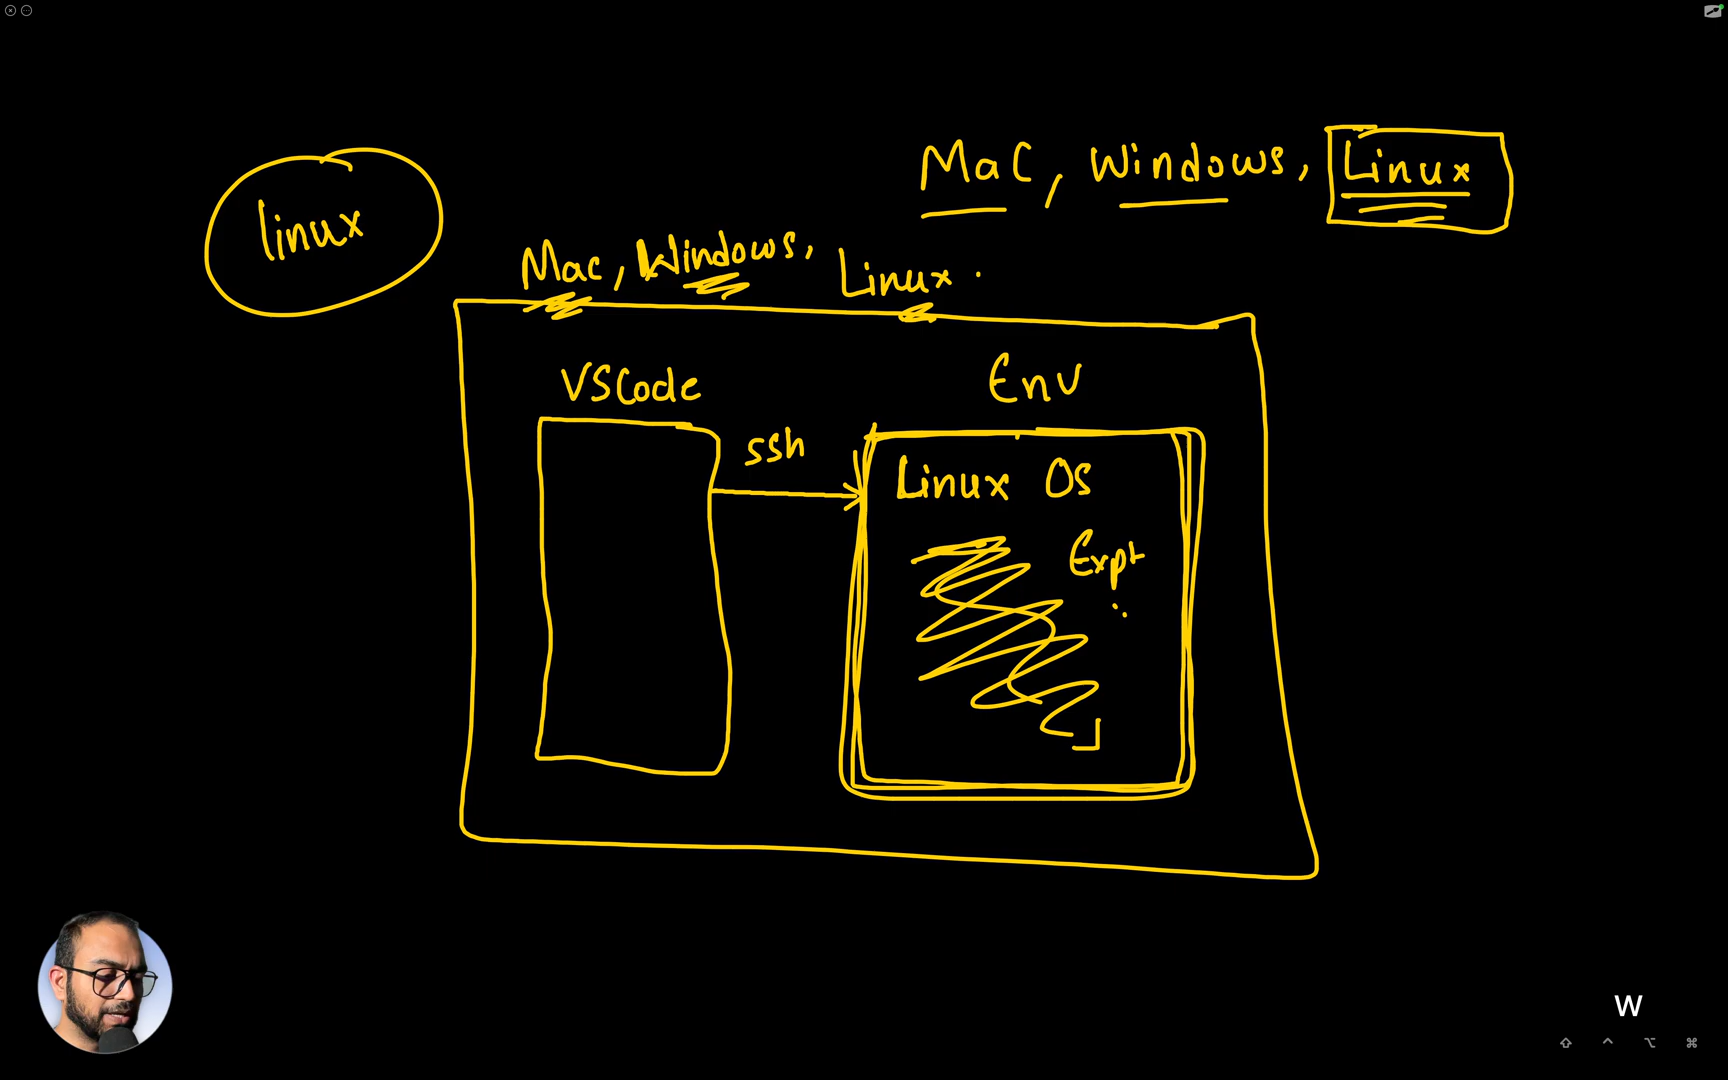 MaC, Windows, Linux
linux
Mac, Windows, Linux.
VSCode
Env
ssh
Linux OS
Expt
W